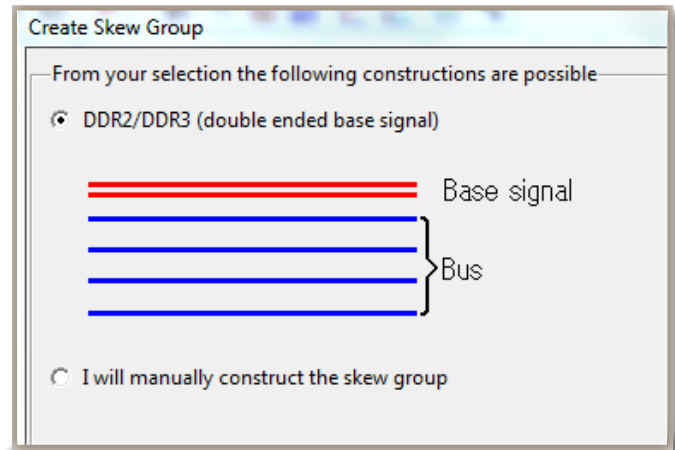 Create Skew Group
From your selection the following constructions are possible
DDR2/DDR3 (double ended base signal)
Base signal
Bus
I will manually construct the skew group